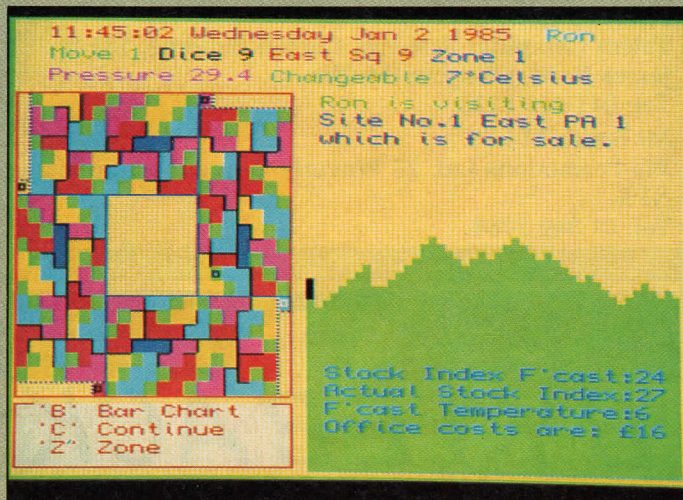 11:45:02 Wednesday Jan 2 1985 Ron
Move 1 Dice 9 East Sq 9 Zone 1
Pressure 29.4 Changeable 7°Celsius
Ron is visiting
Site No.1 East PA 1
which is for sale.
Stock Index F'cast:24
Actual Stock Index:27
F'cast Temperature:6
Office costs are: £16
'B' Bar Chart
'C' Continue
'Z" Zone